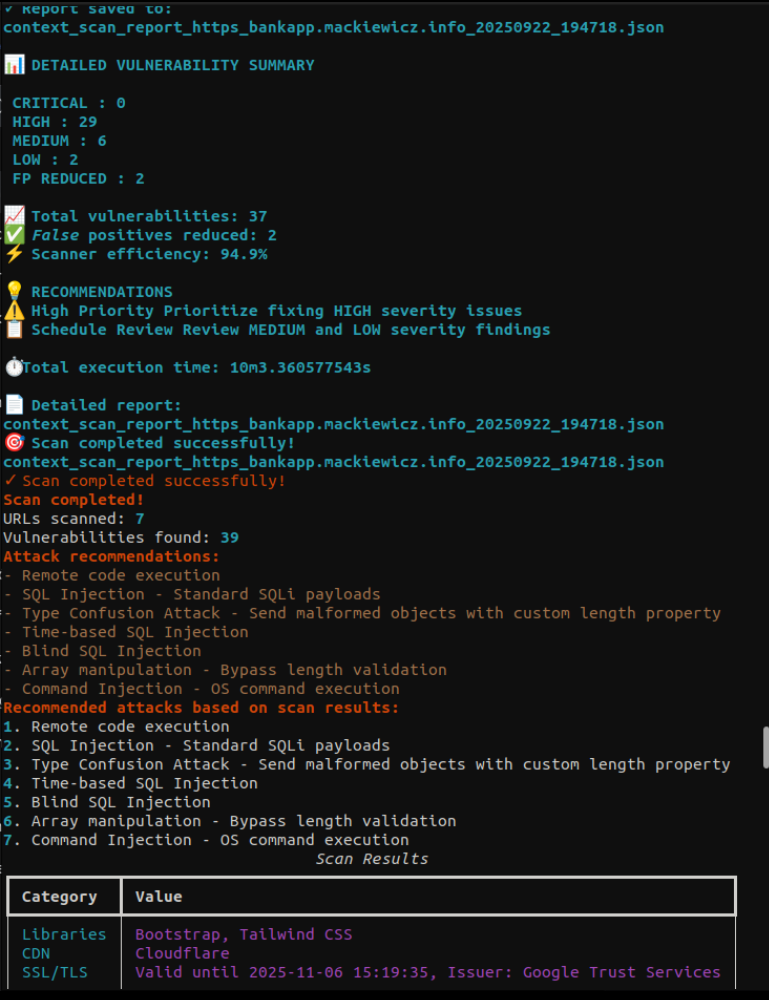 ✓ Report saved to:
context_scan_report_https_bankapp.mackiewicz.info_20250922_194718.json
📊 DETAILED VULNERABILITY SUMMARY
CRITICAL : 0
HIGH : 29
MEDIUM : 6
LOW : 2
FP REDUCED : 2
📈 Total vulnerabilities: 37
✅ False positives reduced: 2
⚡ Scanner efficiency: 94.9%
💡 RECOMMENDATIONS
⚠️ High Priority Prioritize fixing HIGH severity issues
📋 Schedule Review Review MEDIUM and LOW severity findings
⏱️Total execution time: 10m3.360577543s
📄 Detailed report:
context_scan_report_https_bankapp.mackiewicz.info_20250922_194718.json
🎯 Scan completed successfully!
context_scan_report_https_bankapp.mackiewicz.info_20250922_194718.json
✓ Scan completed successfully!
Scan completed!
URLs scanned: 7
Vulnerabilities found: 39
Attack recommendations:
- Remote code execution
- SQL Injection - Standard SQLi payloads
- Type Confusion Attack - Send malformed objects with custom length property
- Time-based SQL Injection
- Blind SQL Injection
- Array manipulation - Bypass length validation
- Command Injection - OS command execution
Recommended attacks based on scan results:
1. Remote code execution
2. SQL Injection - Standard SQLi payloads
3. Type Confusion Attack - Send malformed objects with custom length property
4. Time-based SQL Injection
5. Blind SQL Injection
6. Array manipulation - Bypass length validation
7. Command Injection - OS command execution
Scan Results
Category Value
Libraries Bootstrap, Tailwind CSS
CDN Cloudflare
SSL/TLS Valid until 2025-11-06 15:19:35, Issuer: Google Trust Services